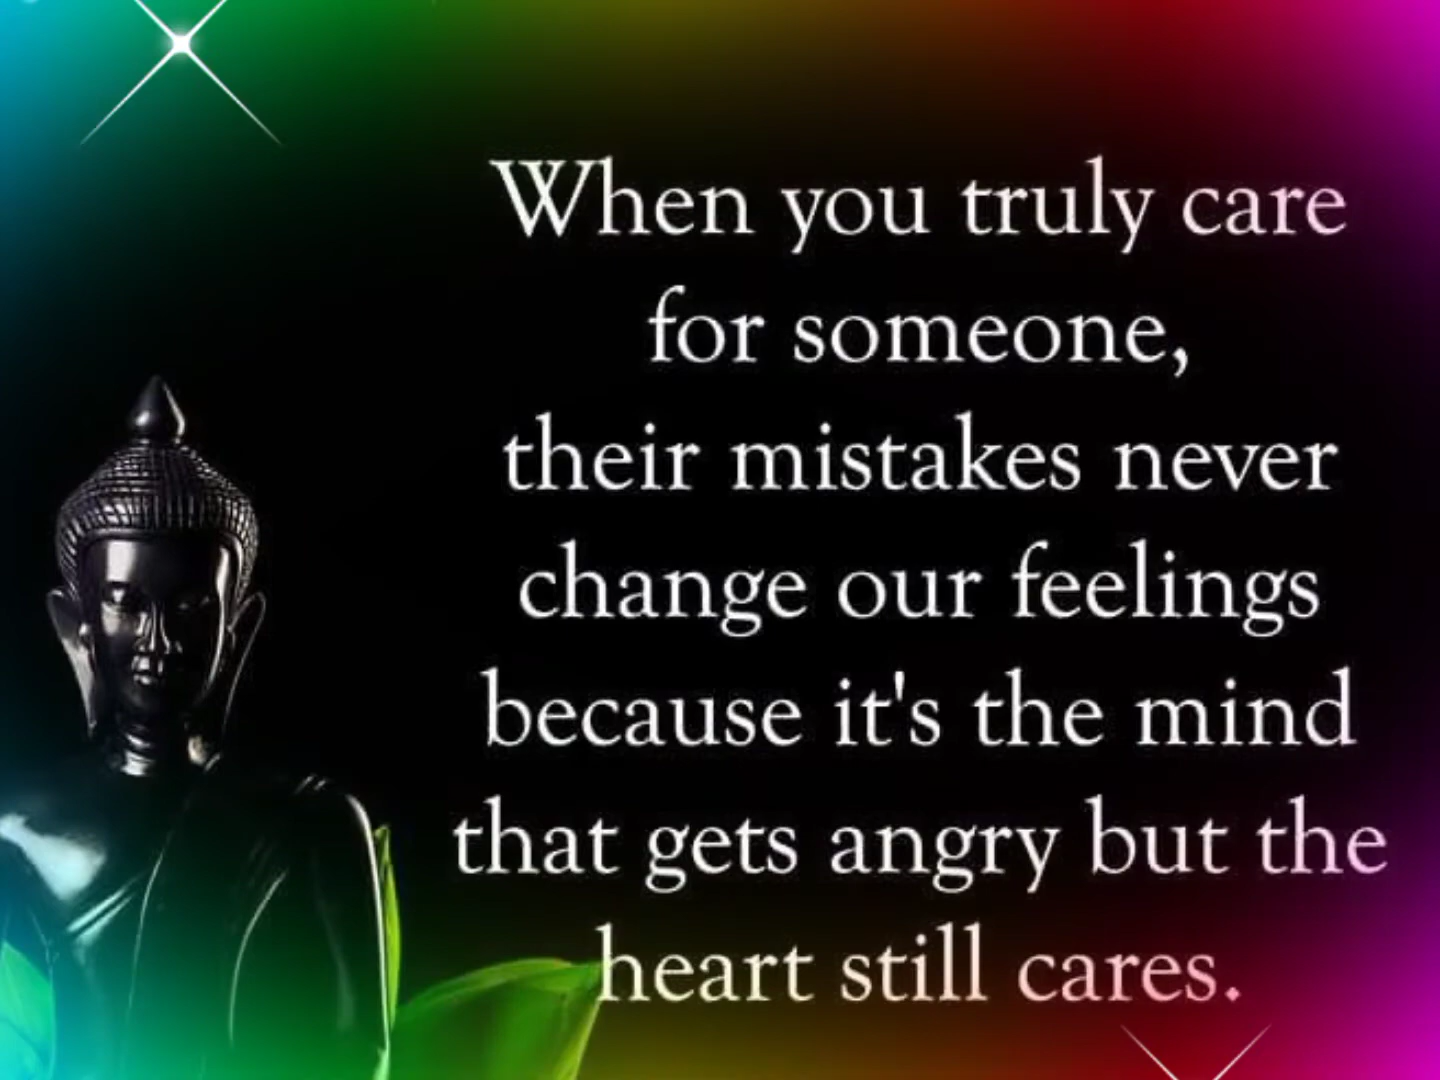 When you truly care
for someone,
their mistakes never
change our feelings
because it's the mind
that gets angry but the
heart still cares.